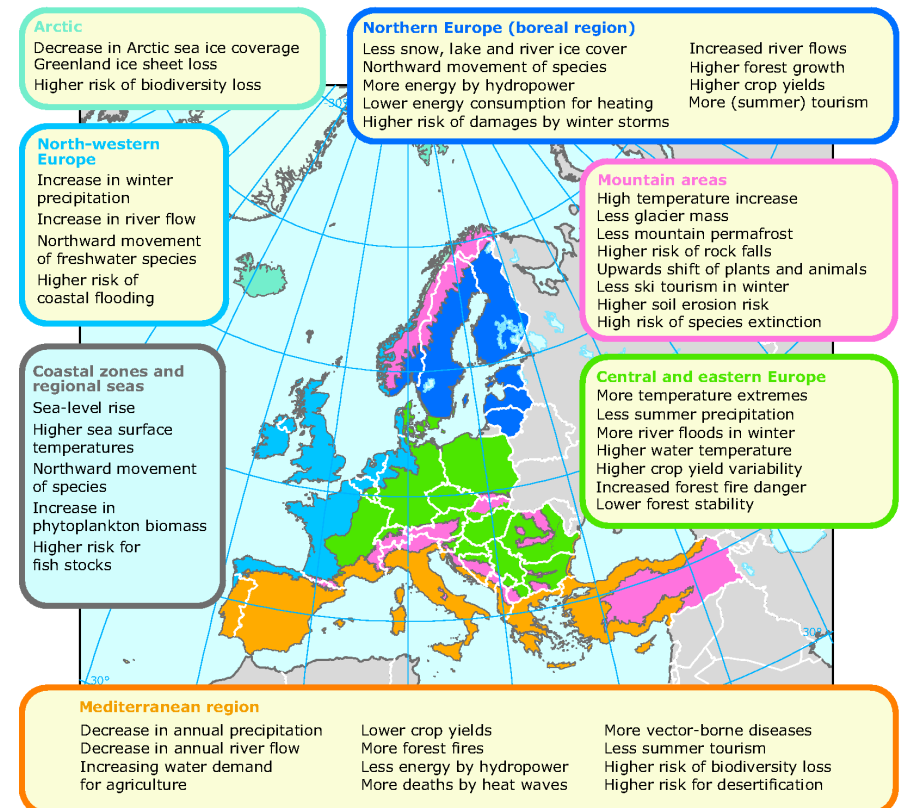 Arctic
Decrease in Arctic sea ice coverage
Greenland ice sheet loss
Higher risk of biodiversity loss
Northern Europe (boreal region)
Less snow, lake and river ice cover
Northward movement of species
More energy by hydropower
Lower energy consumption for heating
Higher risk of damages by winter storms
Increased river flows
Higher forest growth
Higher crop yields
More (summer) tourism
-30°
North-western
Europe
Increase in winter
precipitation
Increase in river flow
Northward movement
of freshwater species
Higher risk of
coastal flooding
Mountain areas
High temperature increase
Less glacier mass
Less mountain permafrost
Higher risk of rock falls
Upwards shift of plants and animals
Less ski tourism in winter
Higher soil erosion risk
High risk of species extinction
Coastal zones and
regional seas
Sea-level rise
Higher sea surface
temperatures
Northward movement
of species
Increase in
phytoplankton biomass
Higher risk for
fish stocks
Central and eastern Europe
More temperature extremes
Less summer precipitation
More river floods in winter
Higher water temperature
Higher crop yield variability
Increased forest fire danger
Lower forest stability
30°
30°
Mediterranean region
Decrease in annual precipitation
Decrease in annual river flow
Increasing water demand
for agriculture
Lower crop yields
More forest fires
Less energy by hydropower
More deaths by heat waves
More vector-borne diseases
Less summer tourism
Higher risk of biodiversity loss
Higher risk for desertification